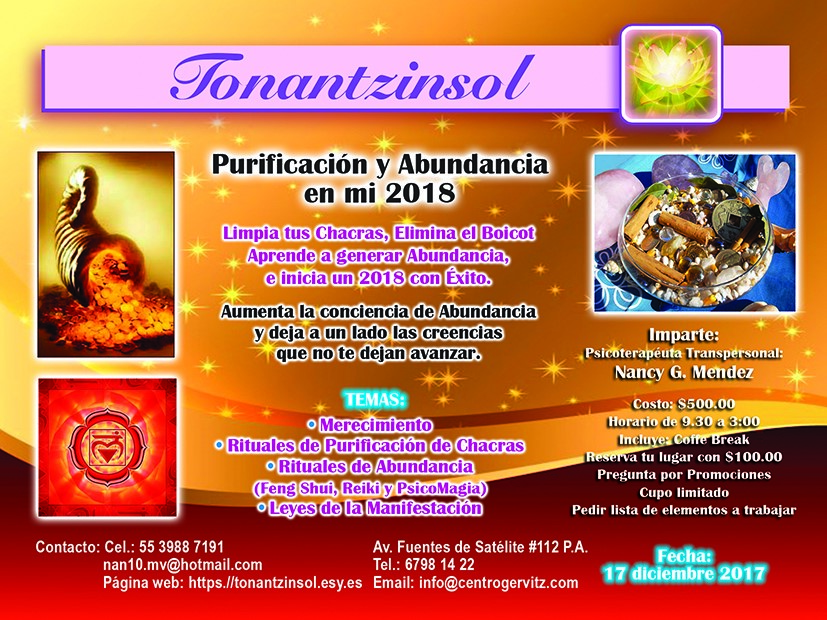 Tonantzinsol
Purificación y Abundancia
en mi 2018
Limpia tus Chacras, Elimina el Boicot
Aprende a generar Abundancia,
e inicia un 2018 con Éxito.
Aumenta la conciencia de Abundancia
y deja a un lado las creencias
que no te dejan avanzar.
TEMAS:
• Merecimiento
• Rituales de Purificación de Chacras
• Rituales de Abundancia
(Feng Shui, Reiki y PsicoMagia)
• Leyes de la Manifestación
Imparte:
Psicoterapéuta Transpersonal:
Nancy G. Mendez
Costo: $500.00
Horario de 9.30 a 3:00
Incluye: Coffe Break
Reserva tu lugar con $100.00
Pregunta por Promociones
Cupo limitado
Pedir lista de elementos a trabajar
Contacto: Cel.: 55 3988 7191
nan10.mv@hotmail.com
Página web: https://tonantzinsol.esy.es
Av. Fuentes de Satélite #112 P.A.
Tel.: 6798 14 22
Email: info@centrogervitz.com
Fecha:
17 diciembre 2017